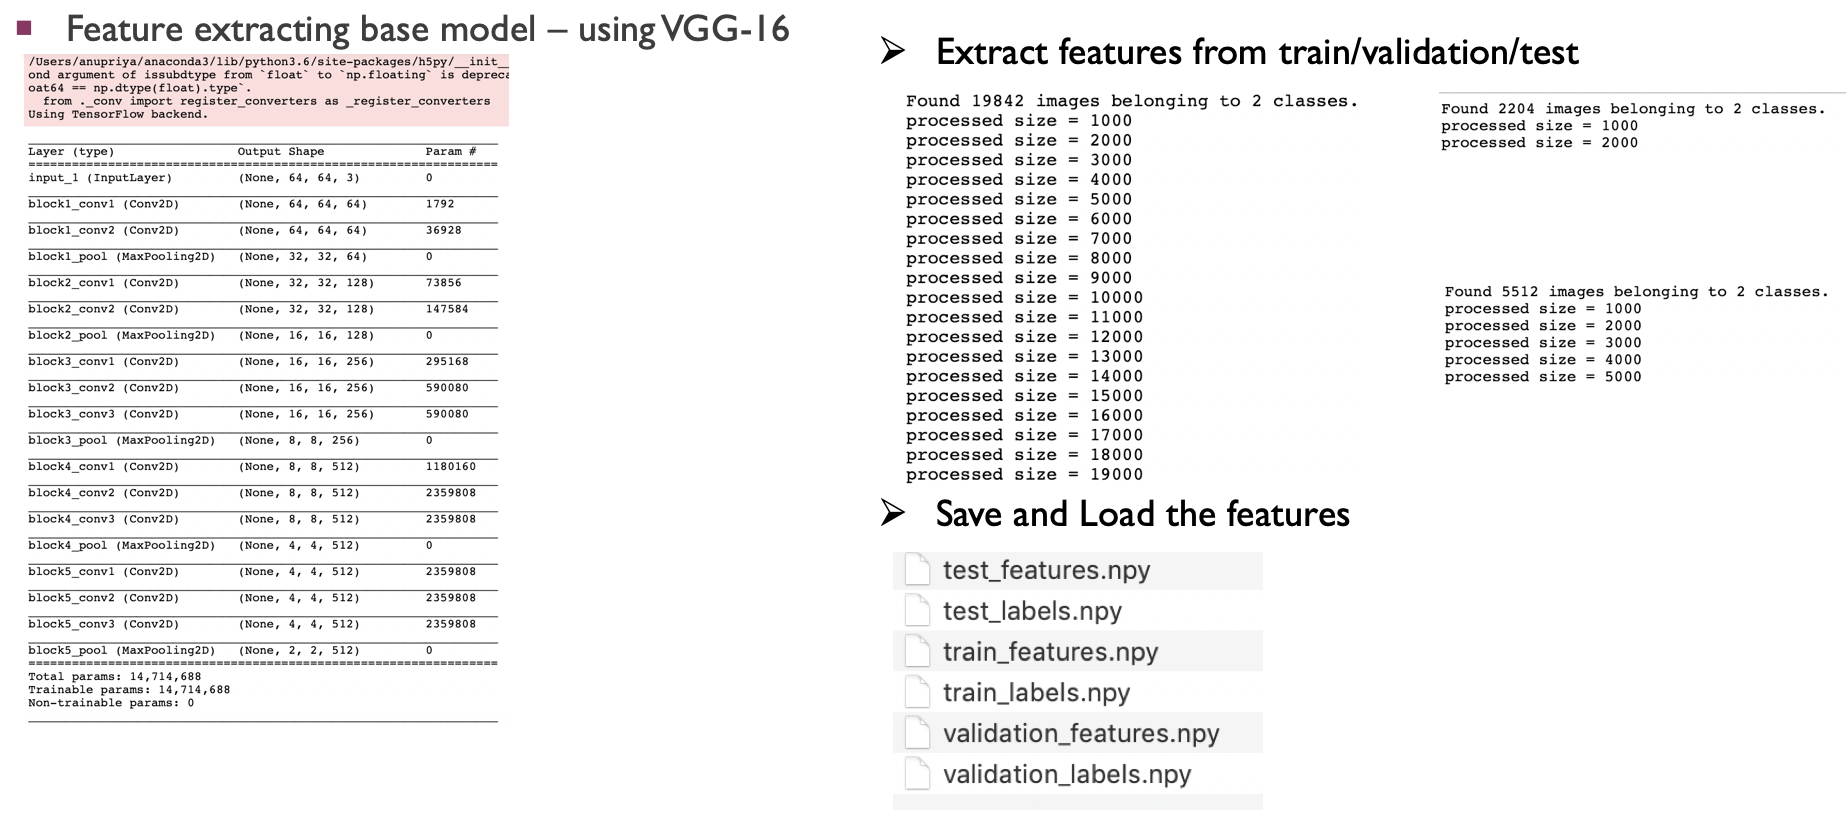 Feature extracting base model – using VGG-16
/Users/anupriya/anaconda3/lib/python3.6/site-packages/h5py/__init__
ond argument of issubdtype from `float` to `np.floating` is depreca
oat64 == np.dtype(float).type`.
  from ._conv import register_converters as _register_converters
Using TensorFlow backend.
Layer (type) Output Shape Param #
input_1 (InputLayer) (None, 64, 64, 3) 0
block1_conv1 (Conv2D) (None, 64, 64, 64) 1792
block1_conv2 (Conv2D) (None, 64, 64, 64) 36928
block1_pool (MaxPooling2D) (None, 32, 32, 64) 0
block2_conv1 (Conv2D) (None, 32, 32, 128) 73856
block2_conv2 (Conv2D) (None, 32, 32, 128) 147584
block2_pool (MaxPooling2D) (None, 16, 16, 128) 0
block3_conv1 (Conv2D) (None, 16, 16, 256) 295168
block3_conv2 (Conv2D) (None, 16, 16, 256) 590080
block3_conv3 (Conv2D) (None, 16, 16, 256) 590080
block3_pool (MaxPooling2D) (None, 8, 8, 256) 0
block4_conv1 (Conv2D) (None, 8, 8, 512) 1180160
block4_conv2 (Conv2D) (None, 8, 8, 512) 2359808
block4_conv3 (Conv2D) (None, 8, 8, 512) 2359808
block4_pool (MaxPooling2D) (None, 4, 4, 512) 0
block5_conv1 (Conv2D) (None, 4, 4, 512) 2359808
block5_conv2 (Conv2D) (None, 4, 4, 512) 2359808
block5_conv3 (Conv2D) (None, 4, 4, 512) 2359808
block5_pool (MaxPooling2D) (None, 2, 2, 512) 0
Total params: 14,714,688
Trainable params: 14,714,688
Non-trainable params: 0
Extract features from train/validation/test
Found 19842 images belonging to 2 classes.
processed size = 1000
processed size = 2000
processed size = 3000
processed size = 4000
processed size = 5000
processed size = 6000
processed size = 7000
processed size = 8000
processed size = 9000
processed size = 10000
processed size = 11000
processed size = 12000
processed size = 13000
processed size = 14000
processed size = 15000
processed size = 16000
processed size = 17000
processed size = 18000
processed size = 19000
Found 2204 images belonging to 2 classes.
processed size = 1000
processed size = 2000
Found 5512 images belonging to 2 classes.
processed size = 1000
processed size = 2000
processed size = 3000
processed size = 4000
processed size = 5000
Save and Load the features
test_features.npy
test_labels.npy
train_features.npy
train_labels.npy
validation_features.npy
validation_labels.npy